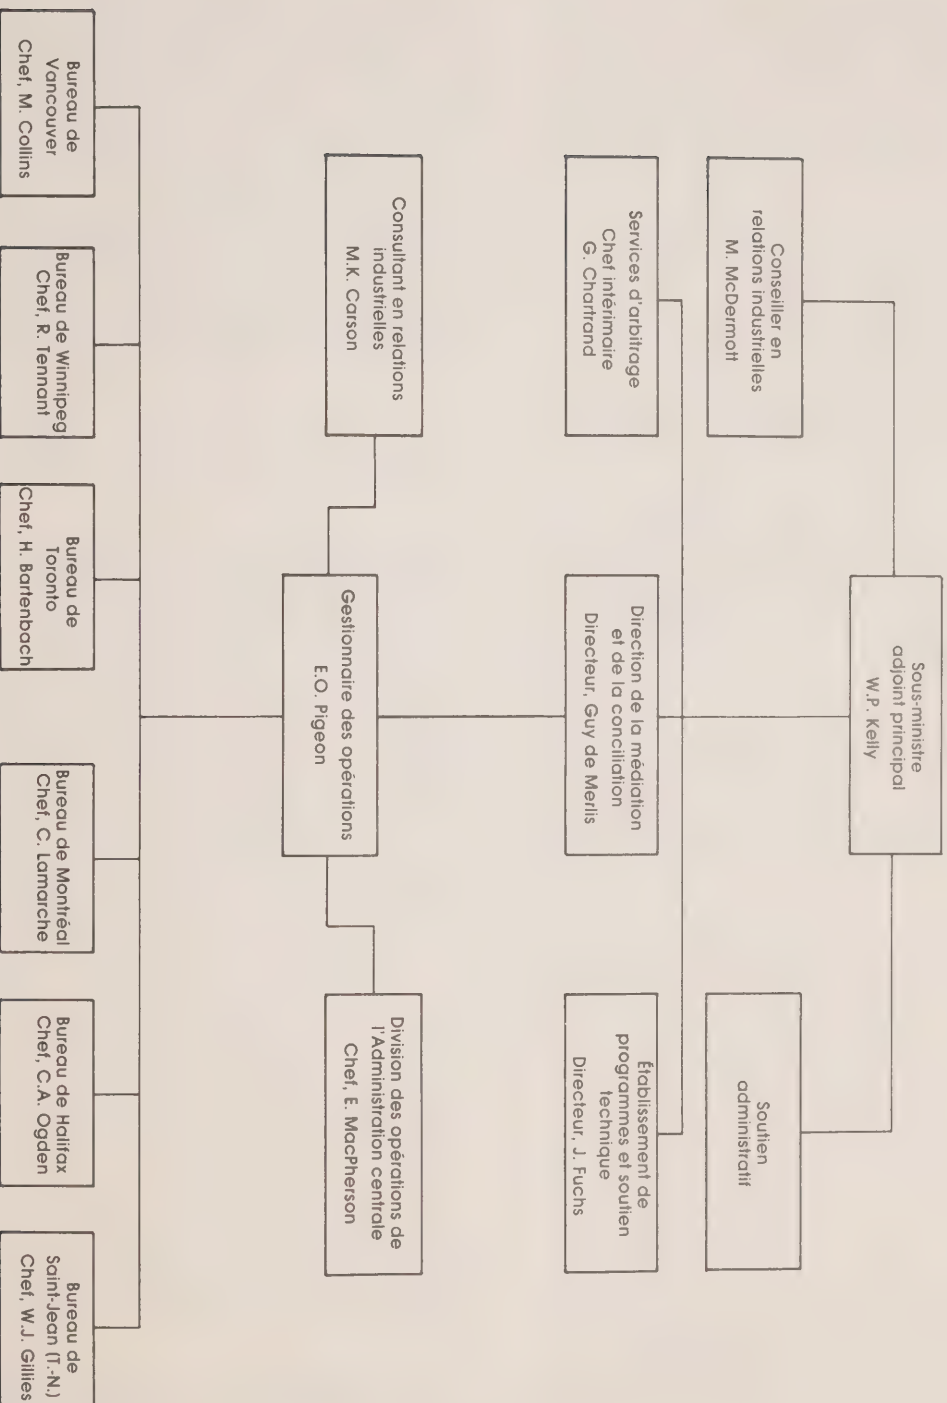 Sous-ministre
adjoint principal
W.P. Kelly
Conseiller en
relations industrielles
M. McDermott
Soutien
administratif
Services d'arbitrage
Chef intérimaire
G. Chartrand
Direction de la médiation
et de la conciliation
Directeur, Guy de Merlis
Établissement de
programmes et soutien
technique
Directeur, J. Fuchs
Consultant en relations
industrielles
M.K. Carson
Gestionnaire des opérations
E.O. Pigeon
Division des opérations de
l'Administration centrale
Chef, E. MacPherson
Bureau de
Vancouver
Chef, M. Collins
Bureau de Winnipeg
Chef, R. Tennant
Bureau de
Toronto
Chef, H. Bartenbach
Bureau de Montréal
Chef, C. Lamarche
Bureau de Halifax
Chef, C.A. Ogden
Bureau de
Saint-Jean (T.-N.)
Chef, W.J. Gillies